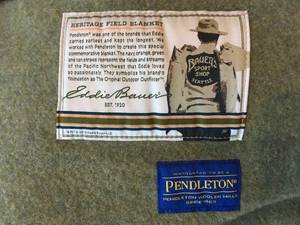 HERITAGE FIELD BLANKET
Pendleton® was one of the brands that Eddie
carried earliest and kept the longest. We
worked with Pendleton to create this special
commemorative blanket. The navy, orange, green
and tan stripes represent the fields and streams
of the Pacific Northwest that Eddie loved
so passionately. They symbolize his brand's
foundation as The Original Outdoor Outfitter™.
Eddie Bauer
EST. 1920
BAUER'S
SPORT
SHOP
SEATTLE
PENDLETON®
PENDLETON WOOLEN MILLS